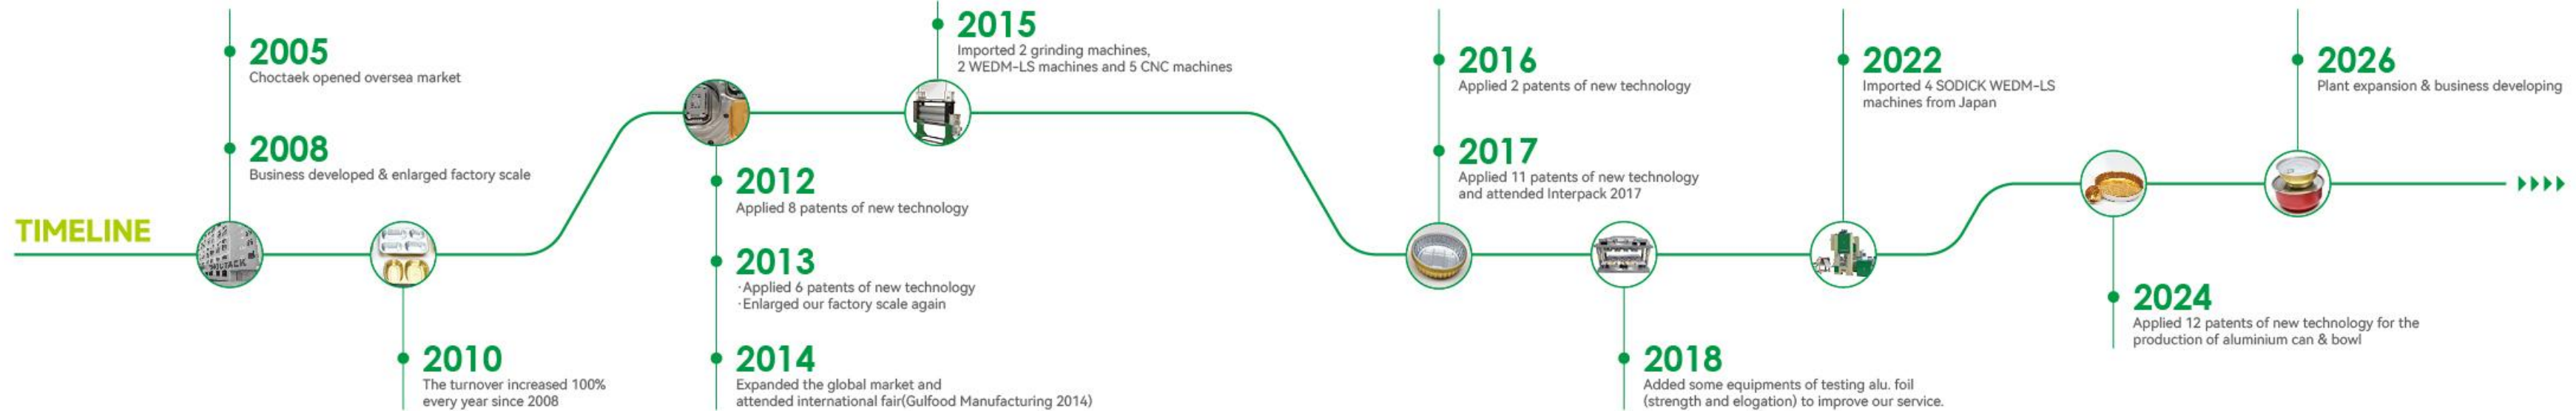 TIMELINE
2005
Choctaek opened oversea market
2008
Business developed & enlarged factory scale
2010
The turnover increased 100%
every year since 2008
2012
Applied 8 patents of new technology
2013
·Applied 6 patents of new technology
·Enlarged our factory scale again
2014
Expanded the global market and
attended international fair(Gulfood Manufacturing 2014)
2015
Imported 2 grinding machines,
2 WEDM-LS machines and 5 CNC machines
2016
Applied 2 patents of new technology
2017
Applied 11 patents of new technology
and attended Interpack 2017
2018
Added some equipments of testing alu. foil
(strength and elogation) to improve our service.
2022
Imported 4 SODICK WEDM-LS
machines from Japan
2024
Applied 12 patents of new technology for the
production of aluminium can & bowl
2026
Plant expansion & business developing